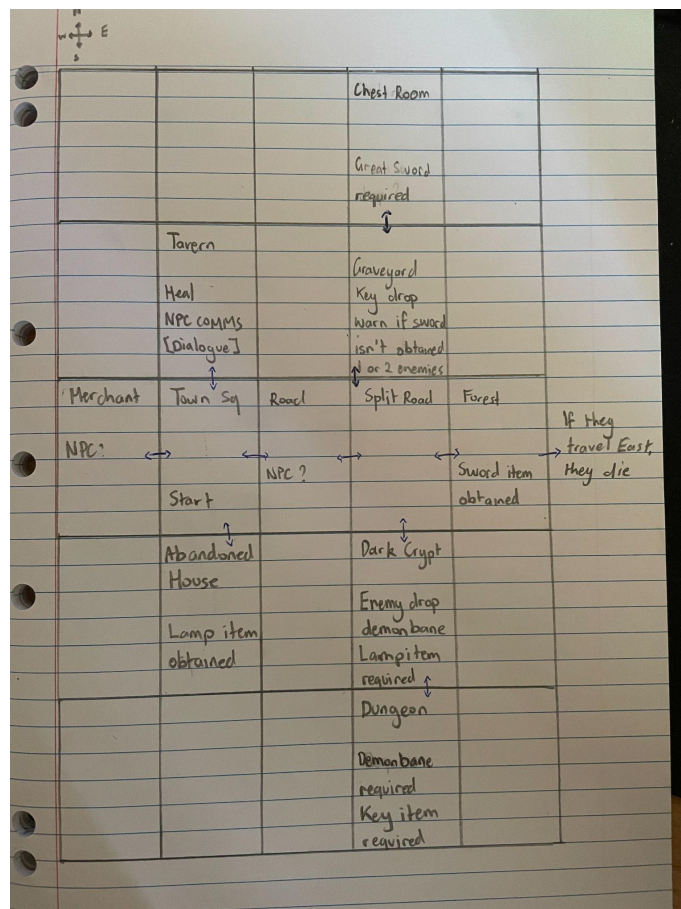 N
W E
S
Chest Room
Great Sword
required
Tavern
Heal
NPC COMMS
[Dialogue]
Graveyard
Key drop
warn if sword
isn't obtained
1 or 2 enemies
Merchant
NPC?
Town Sq
Start
Road
NPC ?
Split Road
Forest
Sword item
obtained
If they
travel East,
they die
Abandoned
House
Lamp item
obtained
Dark Crypt
Enemy drop
demonbane
Lampitem
required
Dungeon
Demonbane
required
Key item
required